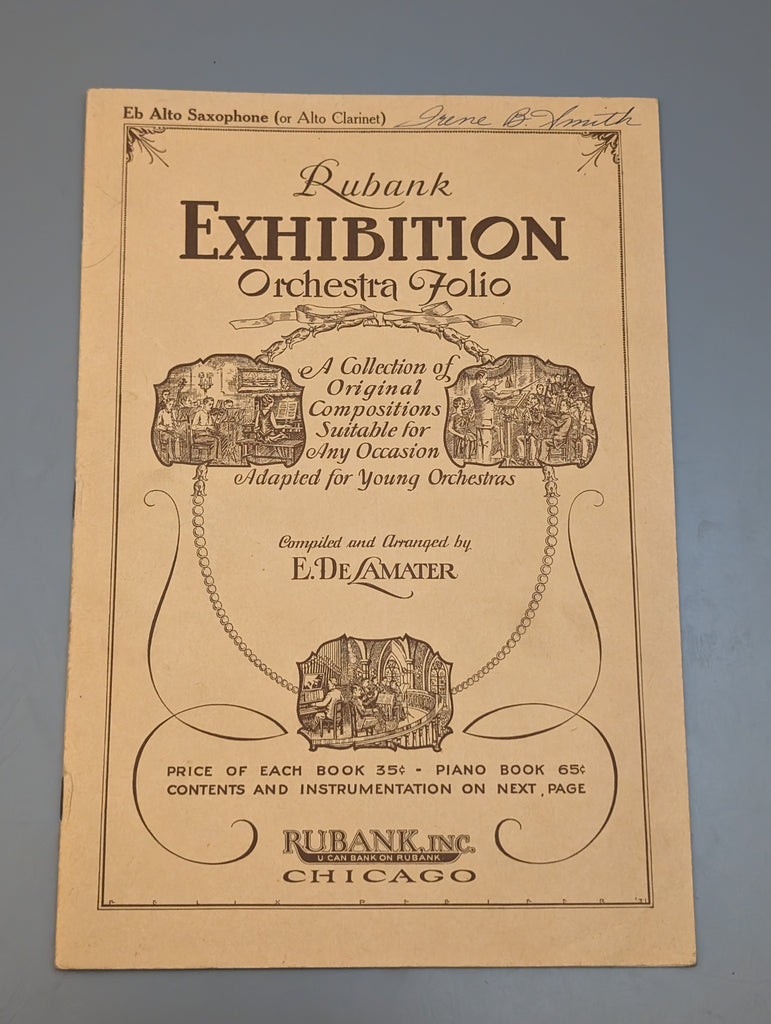 Eb Alto Saxophone (or Alto Clarinet) Irene B. Smith
Rubank
EXHIBITION
Orchestra Folio
A Collection of
Original
Compositions
Suitable for
Any Occasion
Adapted for Young Orchestras
Compiled and Arranged by
E. DE LAMATER
PRICE OF EACH BOOK 35¢ - PIANO BOOK 65¢
CONTENTS AND INSTRUMENTATION ON NEXT PAGE
RUBANK, INC.
U CAN BANK ON RUBANK
CHICAGO